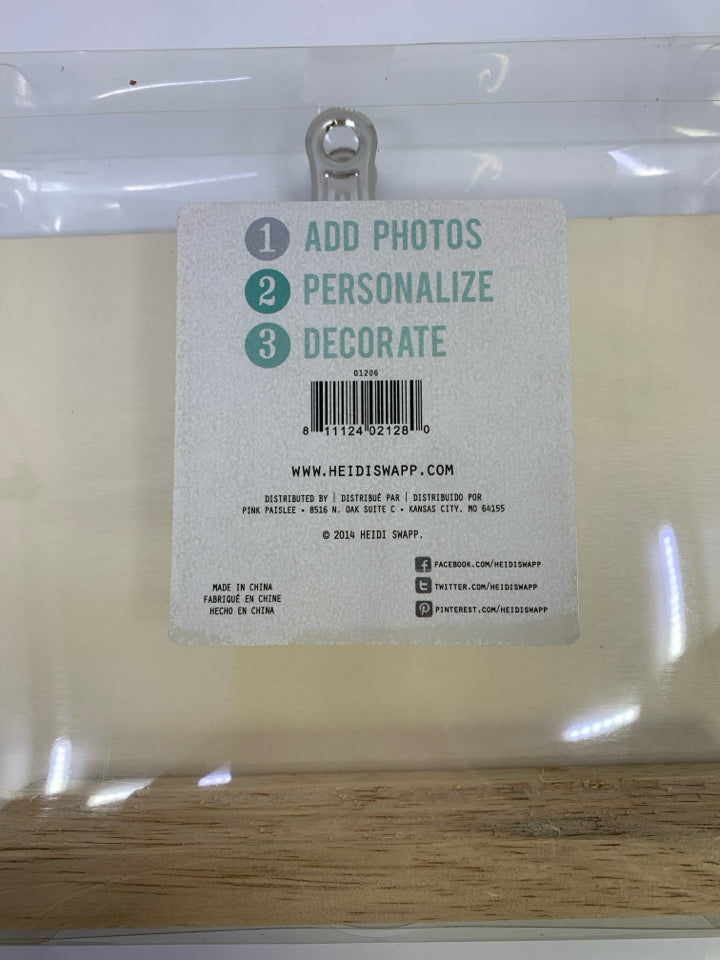 1 ADD PHOTOS
2 PERSONALIZE
3 DECORATE
01206
8 11124 02128 0
WWW.HEIDISWAPP.COM
DISTRIBUTED BY | DISTRIBUÉ PAR | DISTRIBUIDO POR
PINK PAISLEE • 8516 N. OAK SUITE C • KANSAS CITY, MO 64155
© 2014 HEIDI SWAPP.
f FACEBOOK.COM/HEIDISWAPP
t TWITTER.COM/HEIDISWAPP
P PINTEREST.COM/HEIDISWAPP
MADE IN CHINA
FABRIQUÉ EN CHINE
HECHO EN CHINA